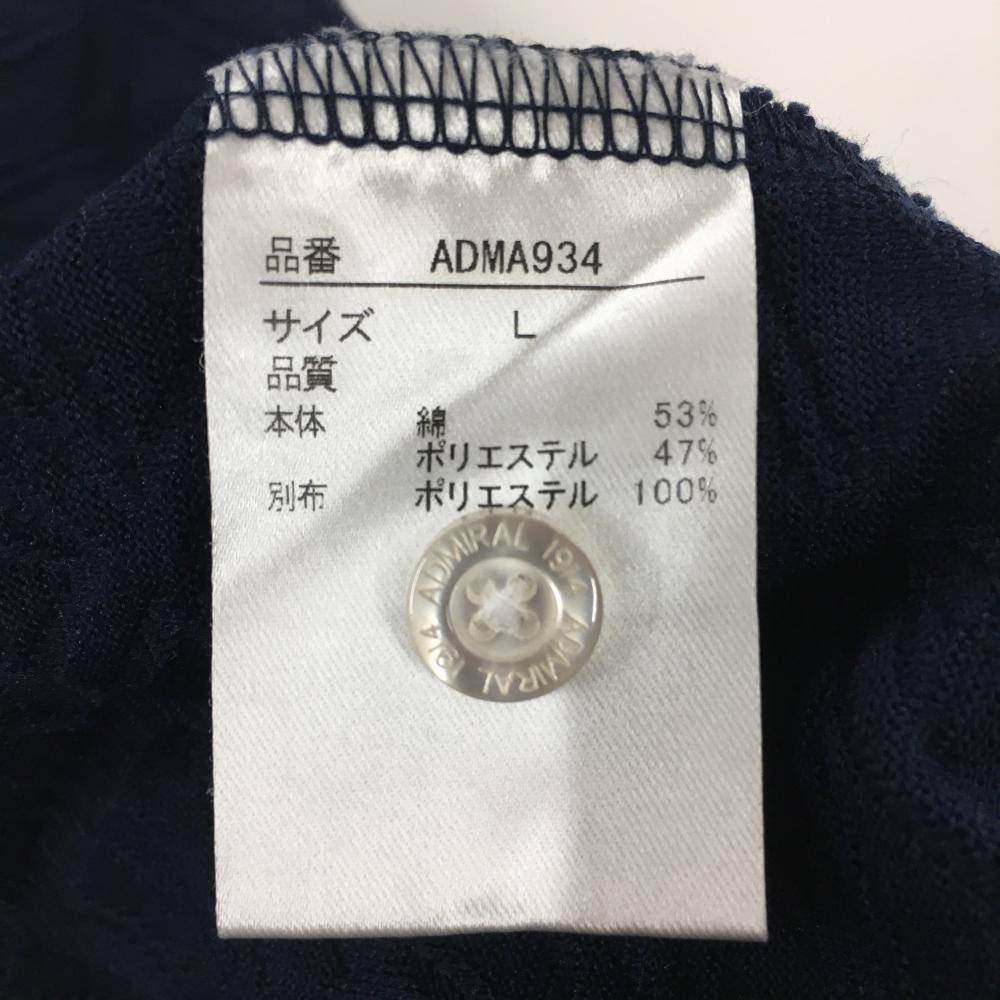 品番 ADMA934
サイズ L
品質
本体 綿 53%
ポリエステル 47%
別布 ポリエステル 100%
ADMIRAL 1914 ADMIRAL 1914